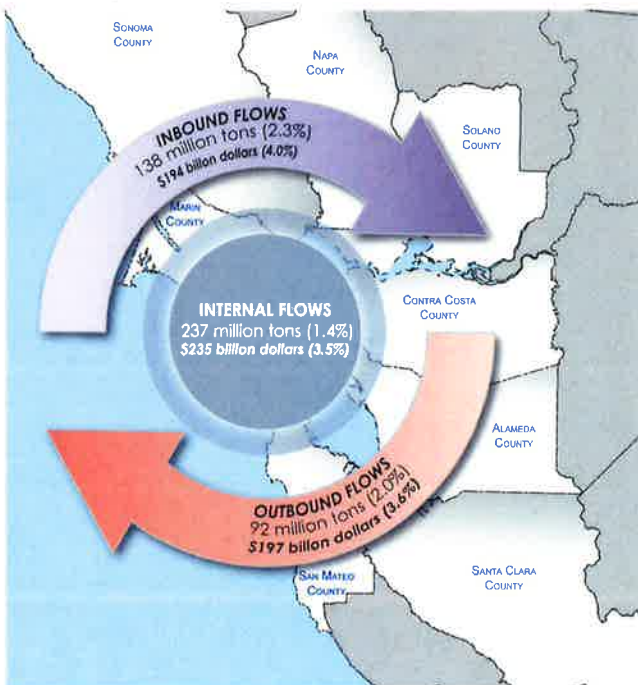 SONOMA
COUNTY
NAPA
COUNTY
SOLANO
COUNTY
INBOUND FLOWS
138 million tons (2.3%)
$194 billon dollars (4.0%)
MARIN
COUNTY
INTERNAL FLOWS
237 million tons (1.4%)
$235 billion dollars (3.5%)
CONTRA COSTA
COUNTY
ALAMEDA
COUNTY
OUTBOUND FLOWS
92 million tons (2.0%)
$197 billon dollars (3.6%)
SAN MATEO
COUNTY
SANTA CLARA
COUNTY